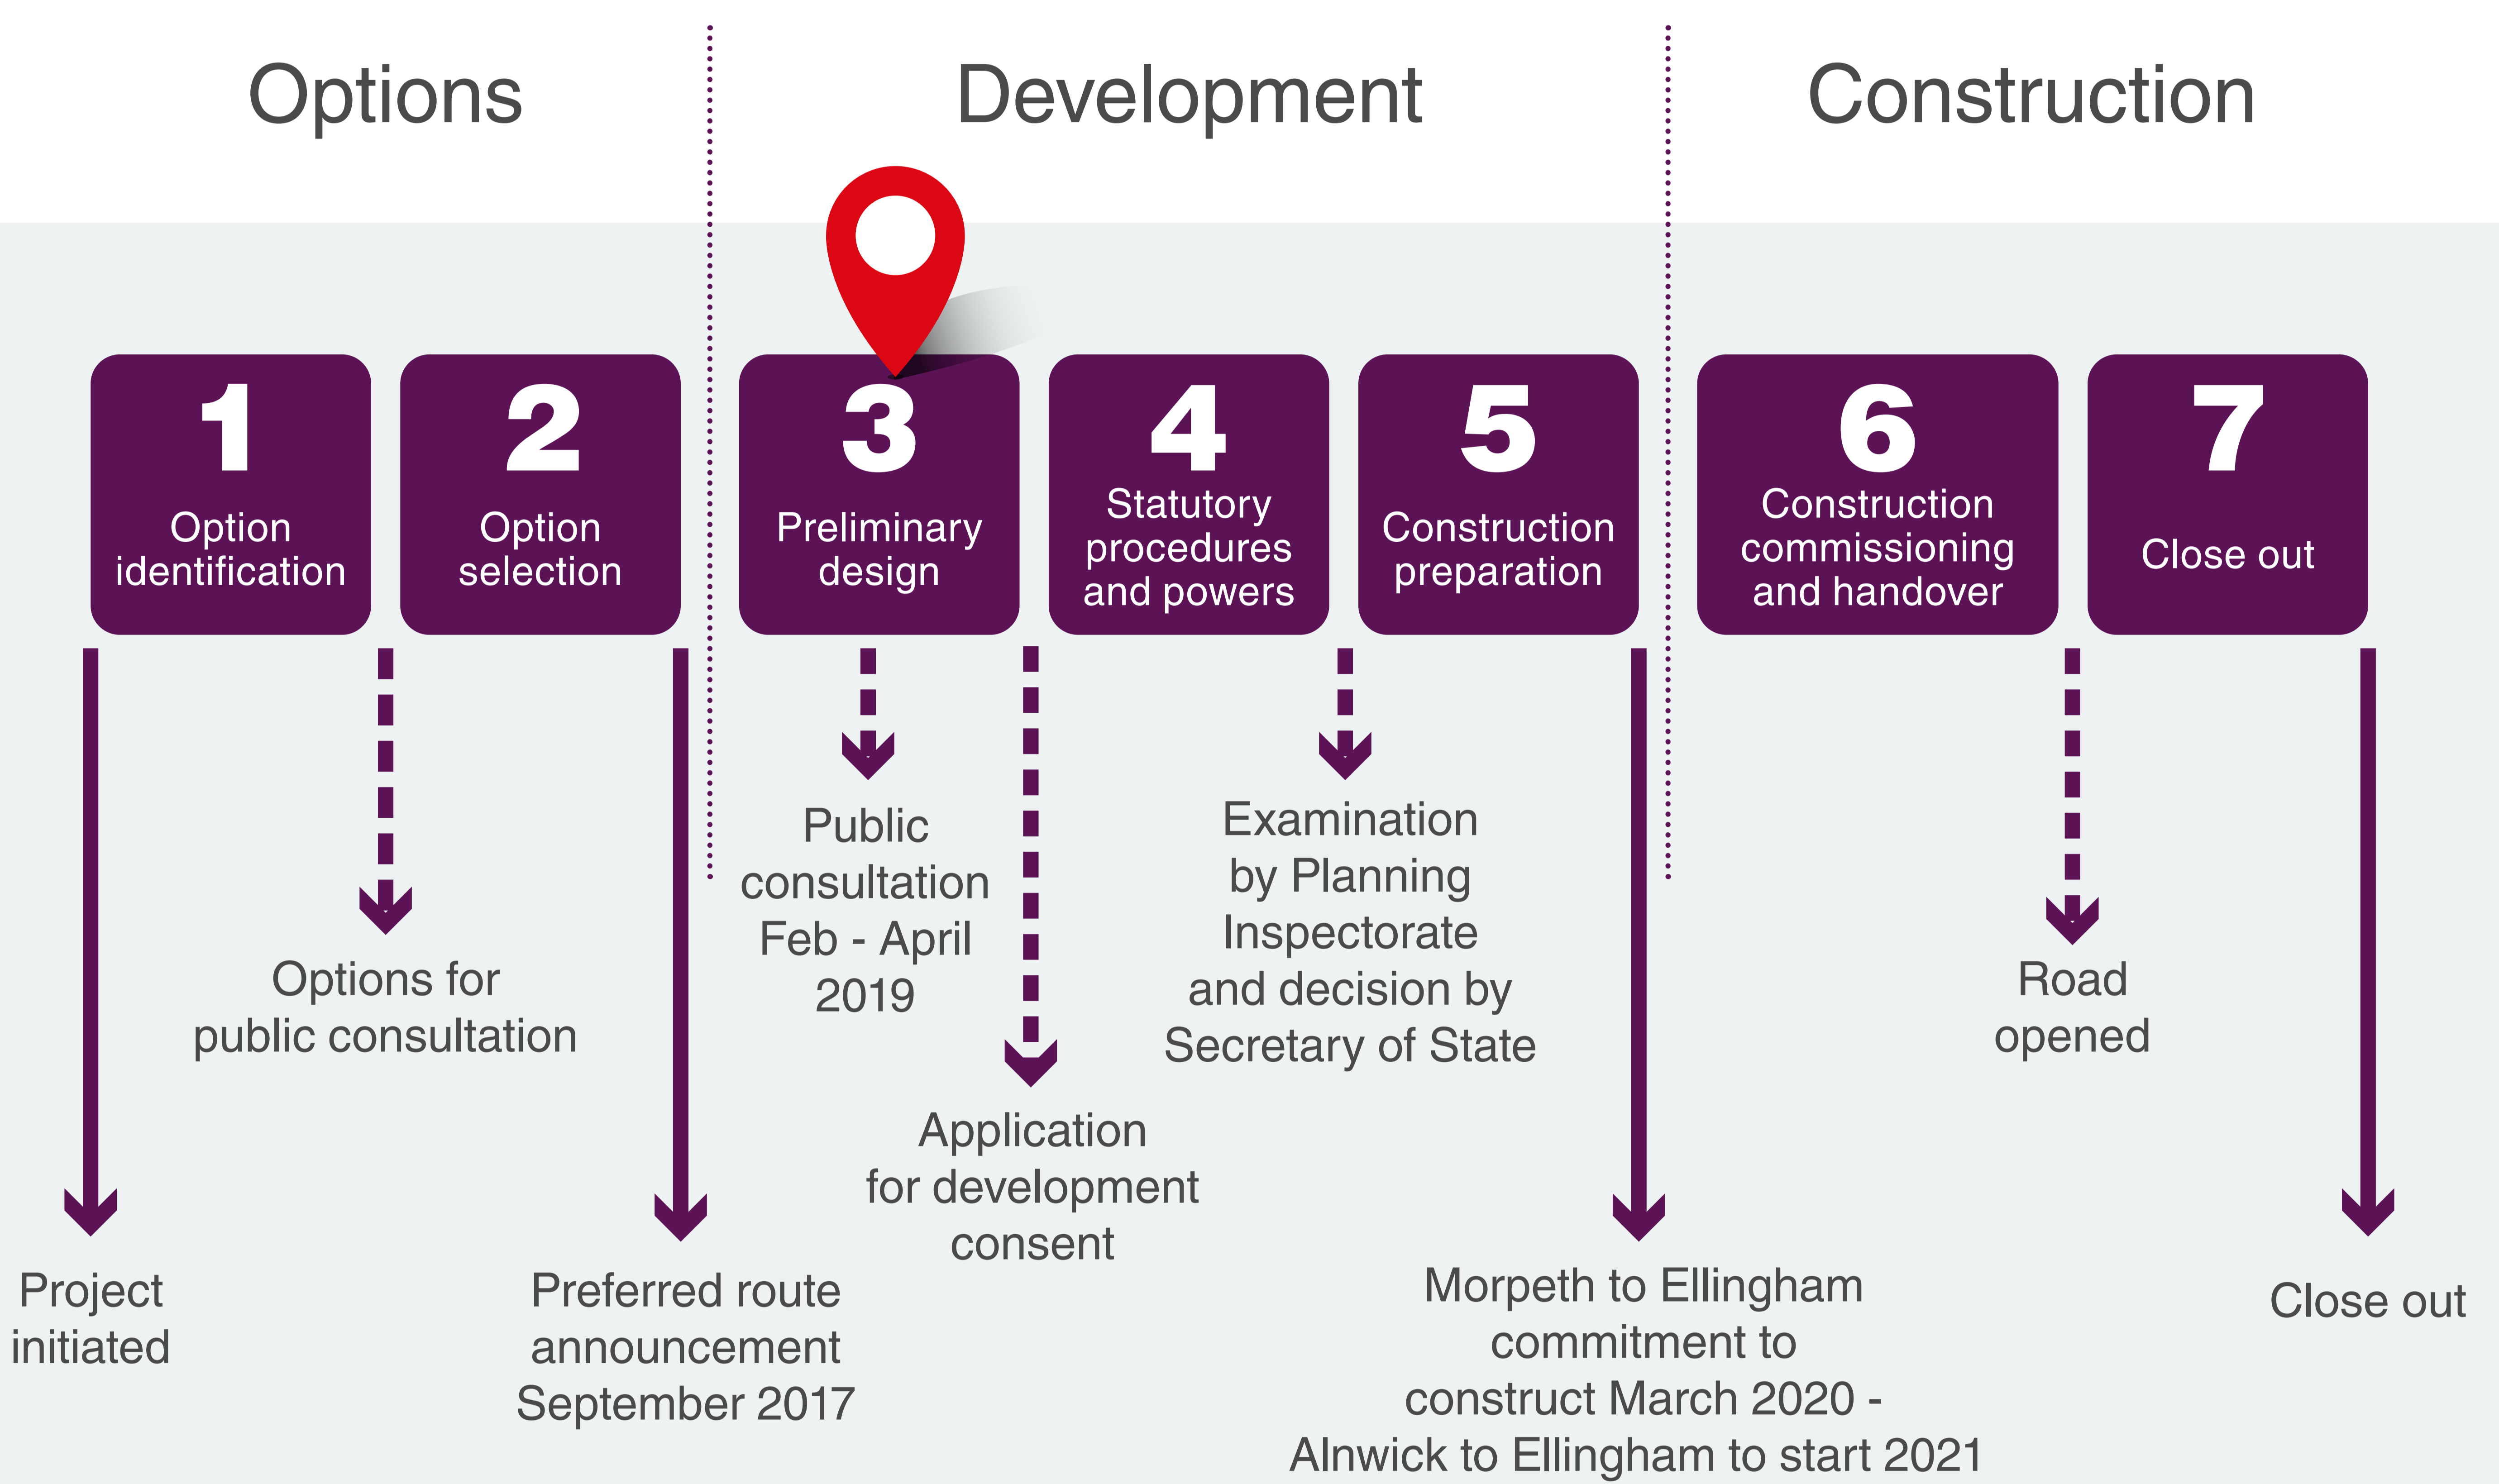 Options
Development
Construction
1
Option
identification
2
Option
selection
3
Preliminary
design
4
Statutory
procedures
and powers
5
Construction
preparation
6
Construction
commissioning
and handover
7
Close out
Project
initiated
Options for
public consultation
Preferred route
announcement
September 2017
Public
consultation
Feb - April
2019
Application
for development
consent
Examination
by Planning
Inspectorate
and decision by
Secretary of State
Morpeth to Ellingham
commitment to
construct March 2020 -
Alnwick to Ellingham to start 2021
Road
opened
Close out